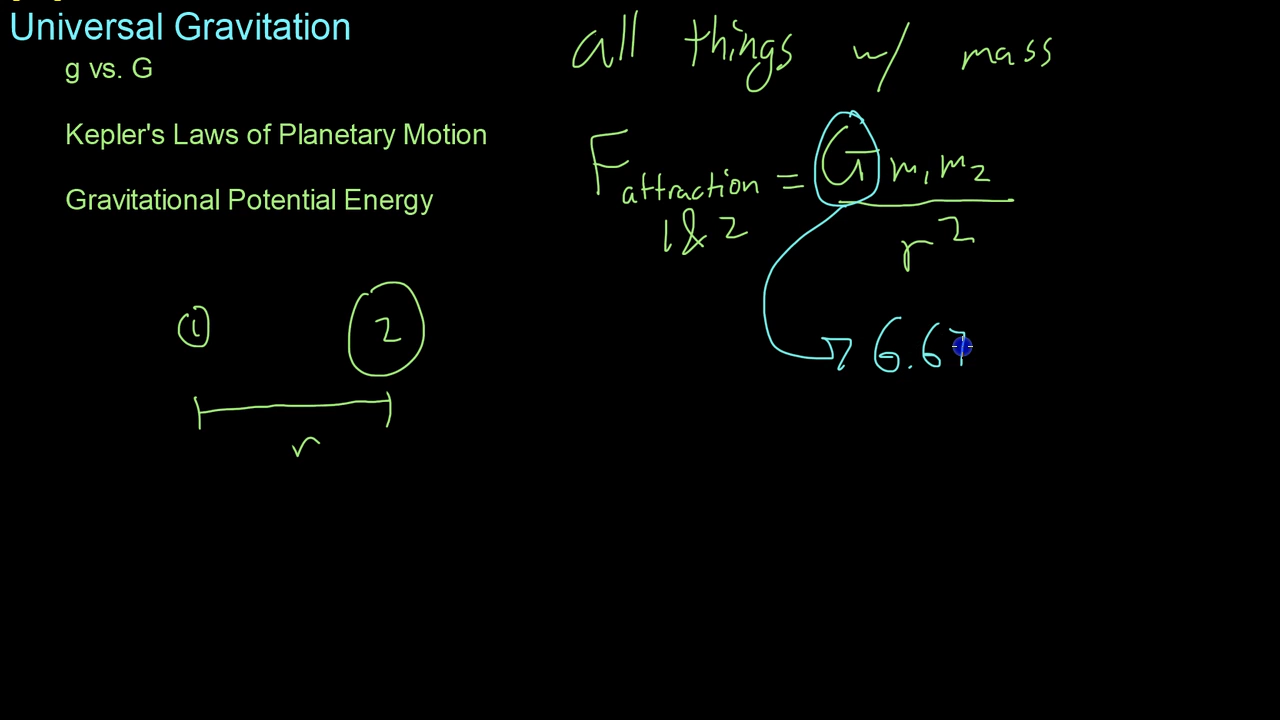 Universal Gravitation
g vs. G
Kepler's Laws of Planetary Motion
Gravitational Potential Energy
all things w/ mass
F attraction = G m₁m₂
1 & 2
r²
6.67
1
2
r